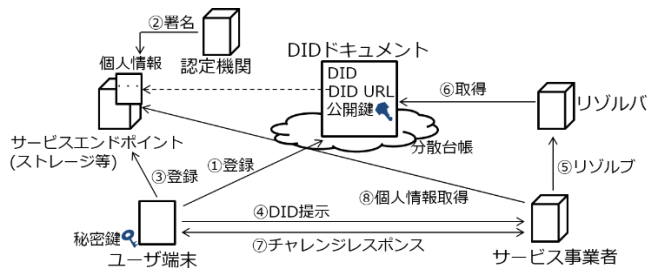 ②署名
個人情報
認定機関
DIDドキュメント
DID
DID URL
公開鍵
⑥取得
リゾルバ
サービスエンドポイント
(ストレージ等)
分散台帳
①登録
③登録
⑤リゾルブ
⑧個人情報取得
④DID提示
秘密鍵
⑦チャレンジレスポンス
ユーザ端末
サービス事業者